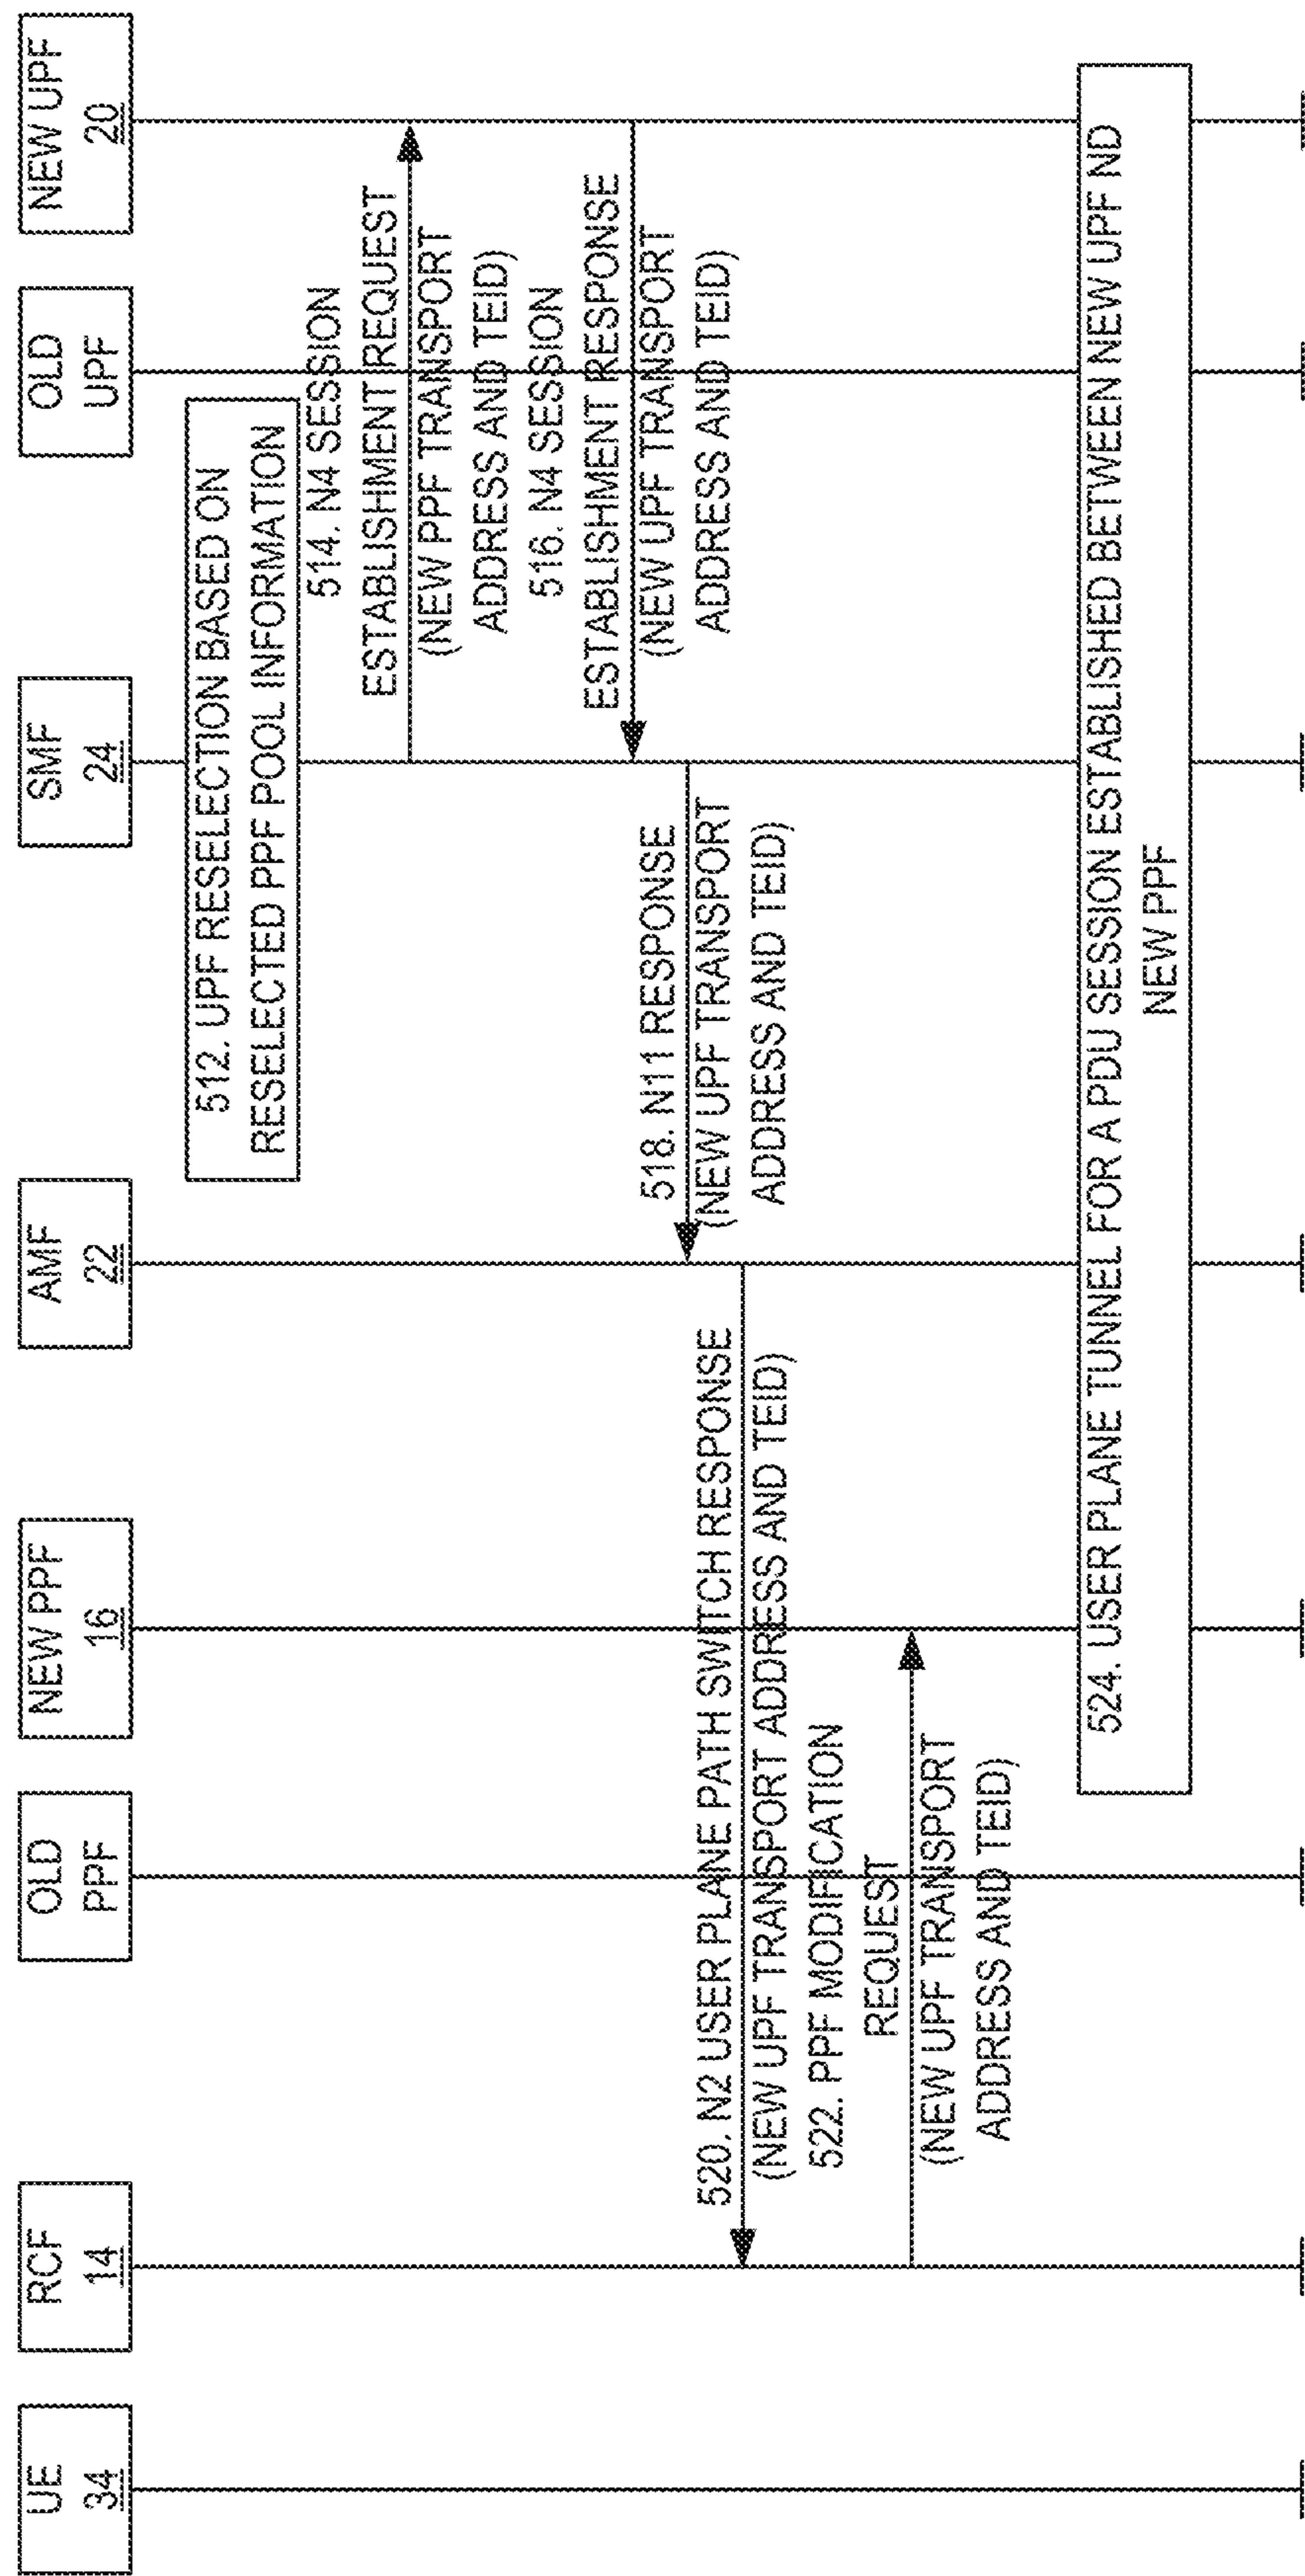 UE
34
RCF
14
OLD
PPF
NEW PPF
16
AMF
22
SMF
24
OLD
UPF
NEW UPF
20
512. UPF RESELECTION BASED ON
RESELECTED PPF POOL INFORMATION
514. N4 SESSION
ESTABLISHMENT REQUEST
(NEW PPF TRANSPORT
ADDRESS AND TEID)
516. N4 SESSION
ESTABLISHMENT RESPONSE
(NEW UPF TRANSPORT
ADDRESS AND TEID)
518. N11 RESPONSE
(NEW UPF TRANSPORT
ADDRESS AND TEID)
520. N2 USER PLANE PATH SWITCH RESPONSE
(NEW UPF TRANSPORT ADDRESS AND TEID)
522. PPF MODIFICATION
REQUEST
(NEW UPF TRANSPORT
ADDRESS AND TEID)
524. USER PLANE TUNNEL FOR A PDU SESSION ESTABLISHED BETWEEN NEW UPF ND
NEW PPF